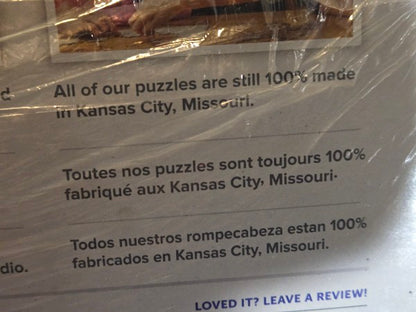 d
All of our puzzles are still 100% made
in Kansas City, Missouri.
Toutes nos puzzles sont toujours 100%
fabriqué aux Kansas City, Missouri.
Todos nuestros rompecabeza estan 100%
dio.
fabricados en Kansas City, Missouri.
LOVED IT? LEAVE A REVIEW!